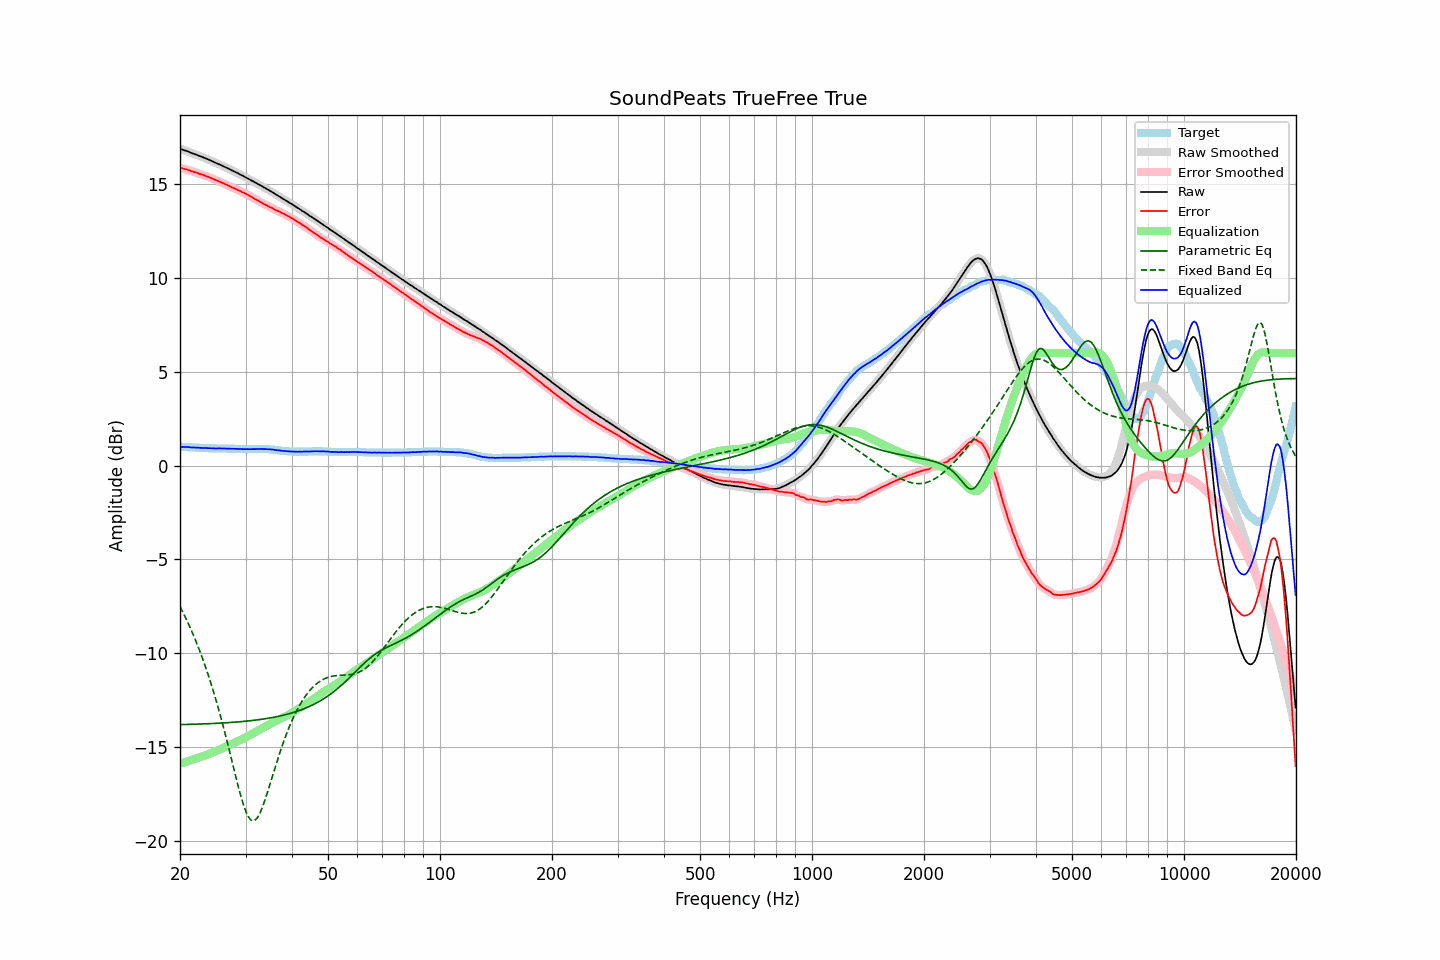 SoundPeats TrueFree True
Target
Raw Smoothed
Error Smoothed
Raw
Error
Equalization
Parametric Eq
Fixed Band Eq
Equalized
Amplitude (dBr)
15
10
5
0
−5
−10
−15
−20
20
50
100
200
500
1000
2000
5000
10000
20000
Frequency (Hz)